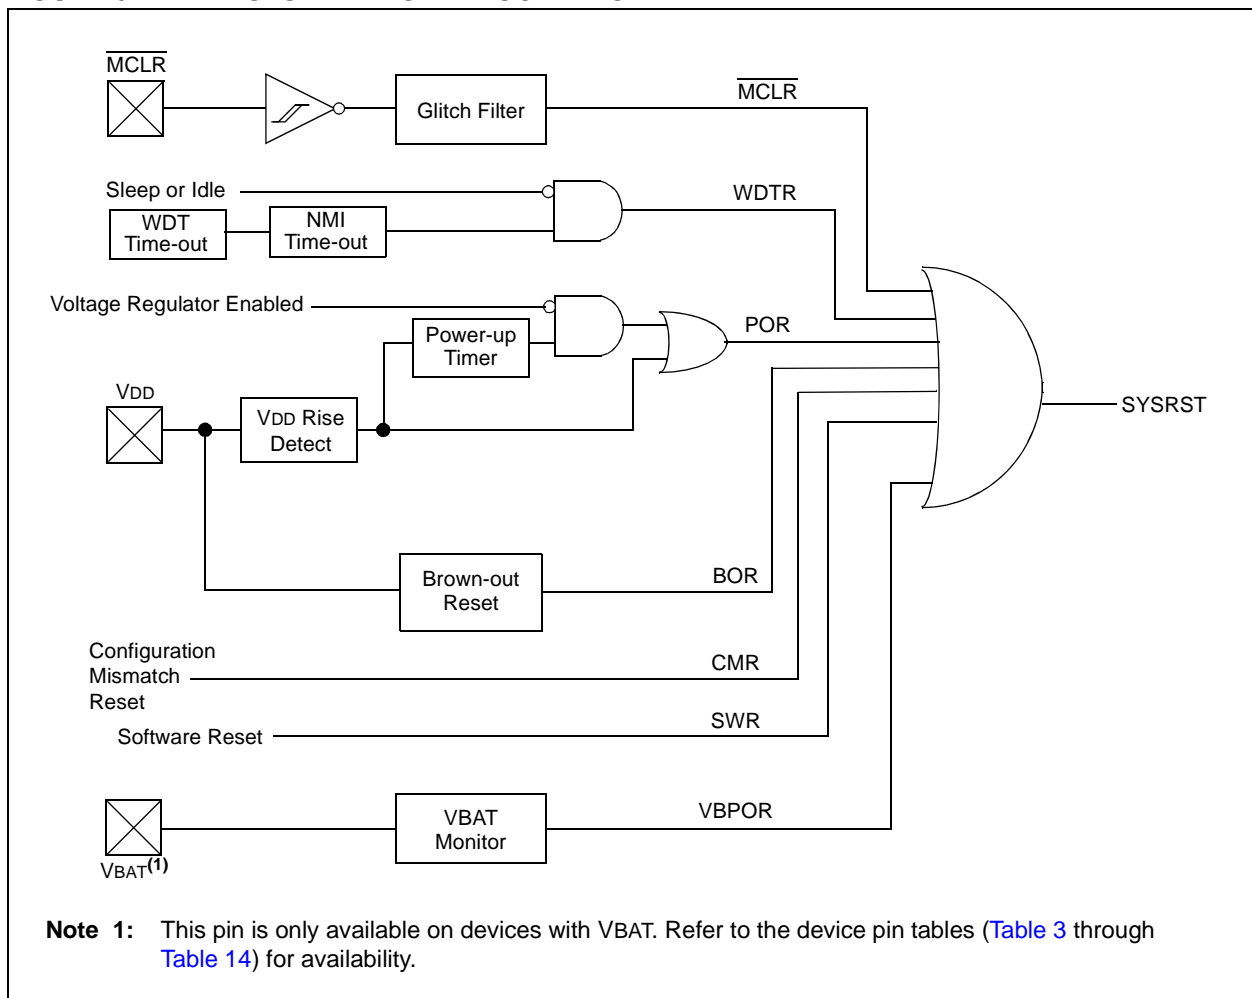 MCLR
Glitch Filter
MCLR
Sleep or Idle
WDT
Time-out
NMI
Time-out
WDTR
Voltage Regulator Enabled
Power-up
Timer
POR
VDD
VDD Rise
Detect
SYSRST
Brown-out
Reset
BOR
Configuration
Mismatch
Reset
CMR
Software Reset
SWR
VBAT
Monitor
VBPOR
VBAT(1)
Note 1: This pin is only available on devices with VBAT. Refer to the device pin tables (Table 3 through
Table 14) for availability.